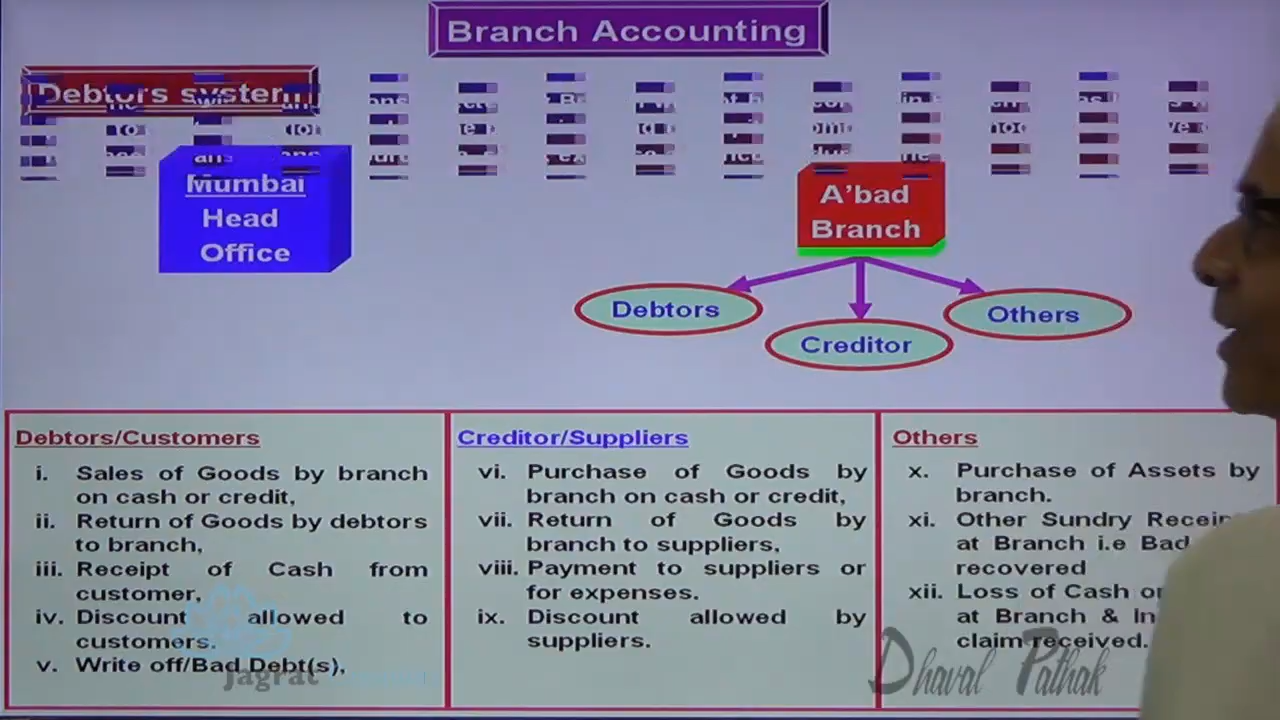 Branch Accounting
Debtors system
Mumbai
Head
Office
A’bad
Branch
Debtors
Creditor
Others
Debtors/Customers
i. Sales of Goods by branch
on cash or credit,
ii. Return of Goods by debtors
to branch,
iii. Receipt of Cash from
customer,
iv. Discount allowed to
customers.
v. Write off/Bad Debt(s),
Creditor/Suppliers
vi. Purchase of Goods by
branch on cash or credit,
vii. Return of Goods by
branch to suppliers,
viii. Payment to suppliers or
for expenses.
ix. Discount allowed by
suppliers.
Others
x. Purchase of Assets by
branch.
xi. Other Sundry
at Branch i.e Bad
recovered
xii. Loss of Cash
at Branch &
claim received.
Jagrat
Dhaval Pathak